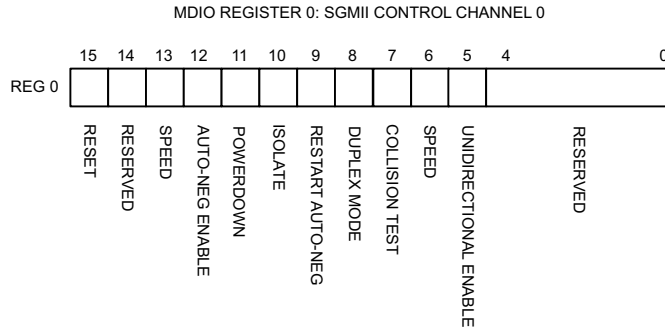 MDIO REGISTER 0: SGMII CONTROL CHANNEL 0
15 14 13 12 11 10 9 8 7 6 5 4 0
REG 0
RESET
RESERVED
SPEED
AUTO-NEG ENABLE
POWERDOWN
ISOLATE
RESTART AUTO-NEG
DUPLEX MODE
COLLISION TEST
SPEED
UNIDIRECTIONAL ENABLE
RESERVED